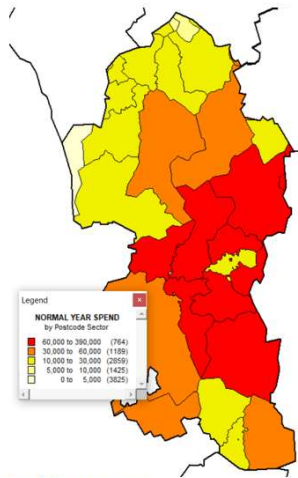 Legend
NORMAL YEAR SPEND
by Postcode Sector
60,000 to 390,000 (764)
30,000 to 60,000 (1189)
10,000 to 30,000 (2859)
5,000 to 10,000 (1425)
0 to 5,000 (3825)